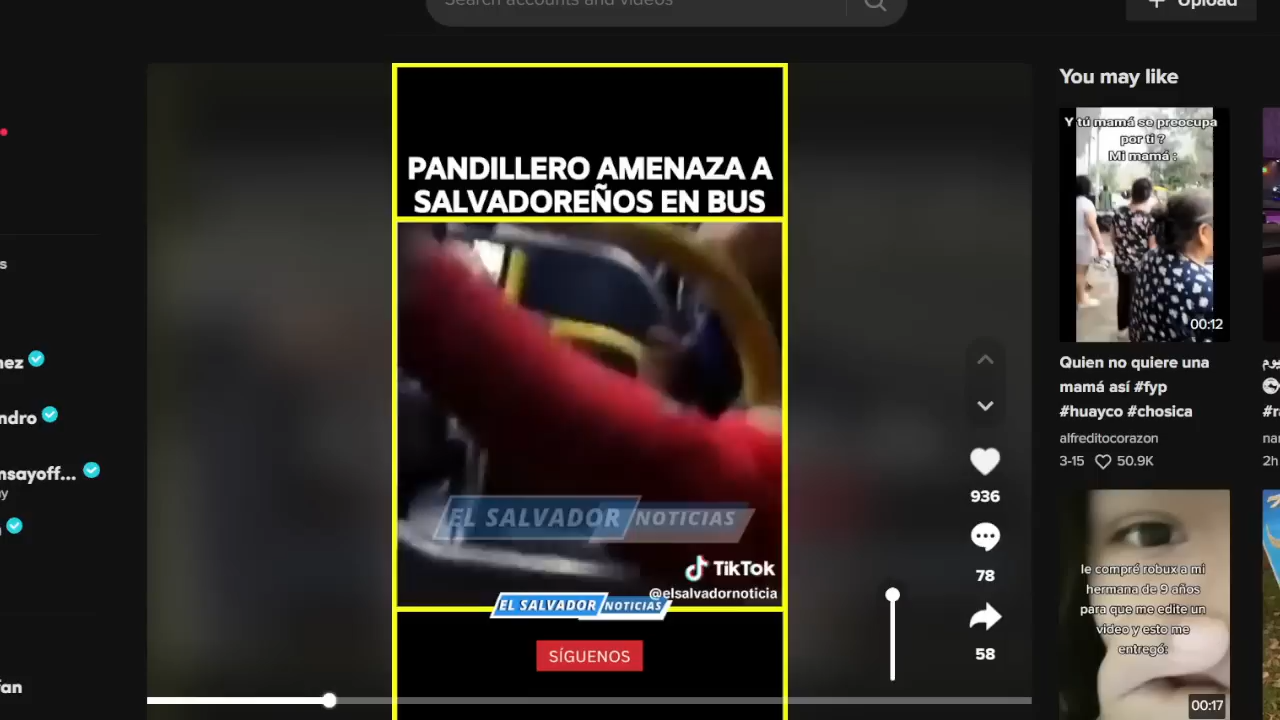 Search accounts and videos
Upload
You may like
PANDILLERO AMENAZA A
SALVADOREÑOS EN BUS
EL SALVADOR NOTICIAS
TikTok
@elsalvadornoticia
EL SALVADOR NOTICIAS
SÍGUENOS
936
78
58
Y tú mamá se preocupa
por ti ?
Mi mamá :
00:12
Quien no quiere una
mamá así #fyp
#huayco #chosica
alfreditocorazon
3-15 50.9K
le compré robux a mi
hermana de 9 años
para que me edite un
video y esto me
entregó:
00:17
2h